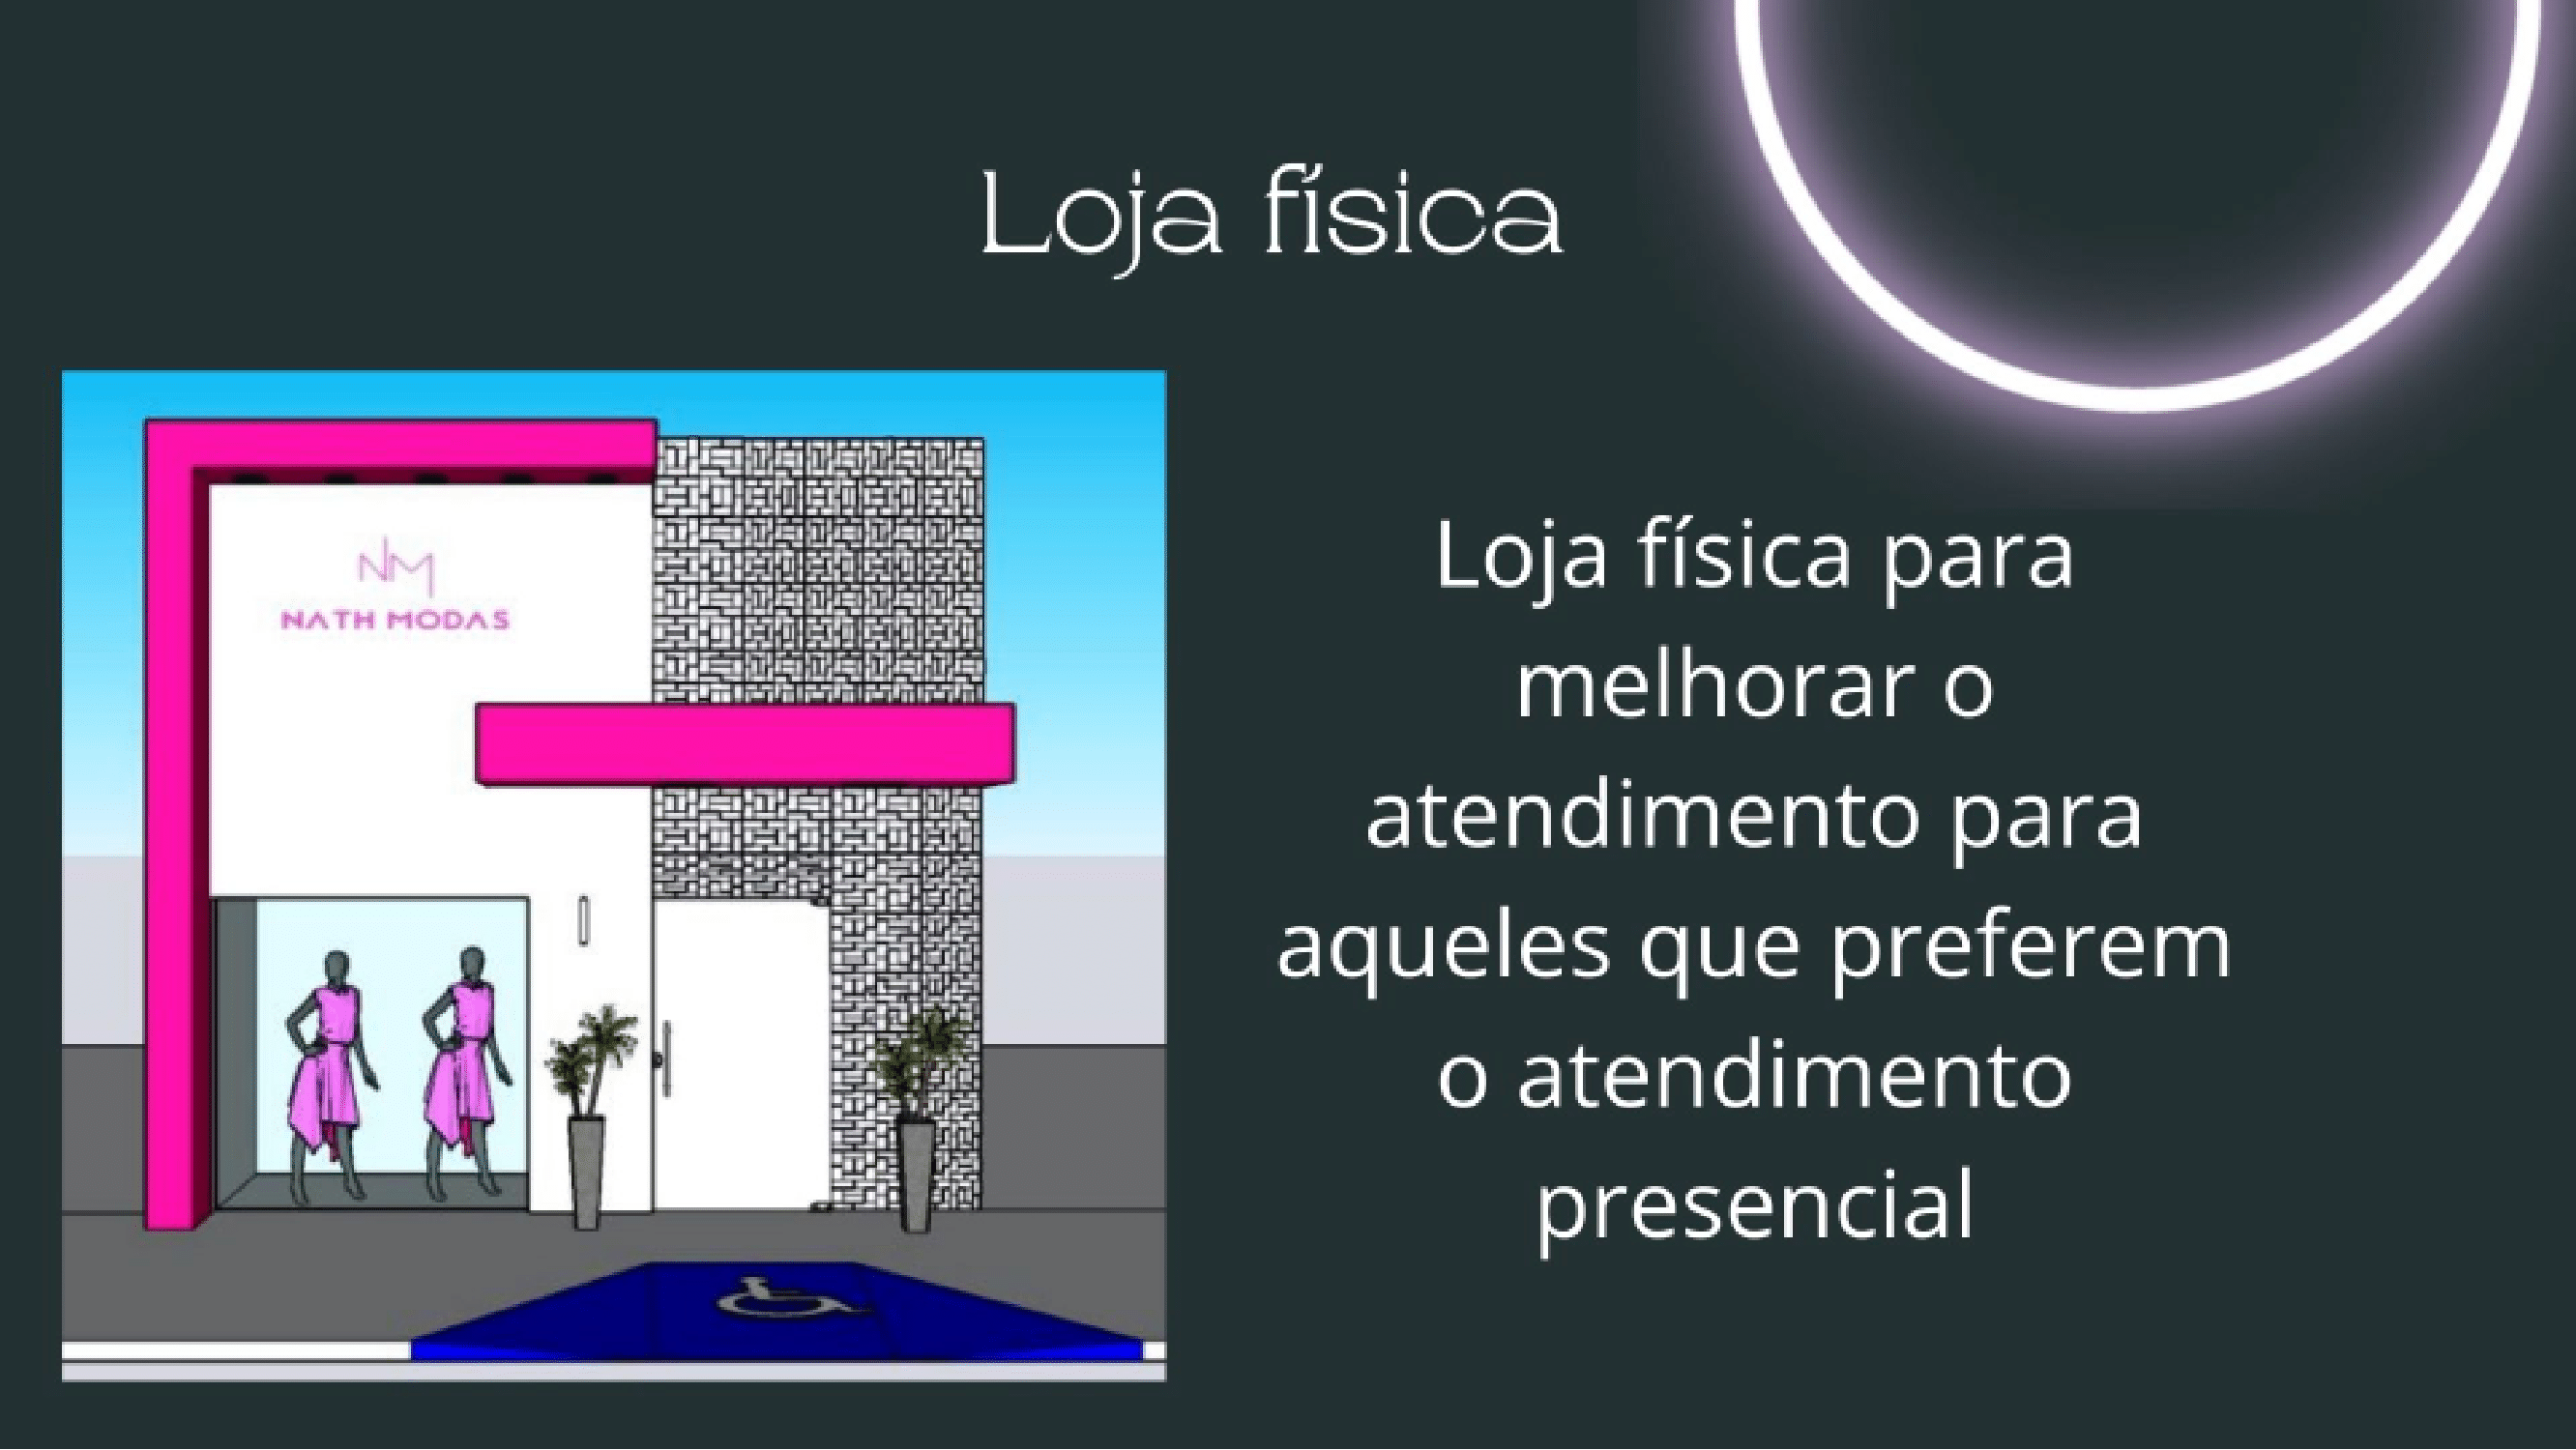 Loja física
NM
NATH MODAS
Loja física para
melhorar o
atendimento para
aqueles que preferem
o atendimento
presencial